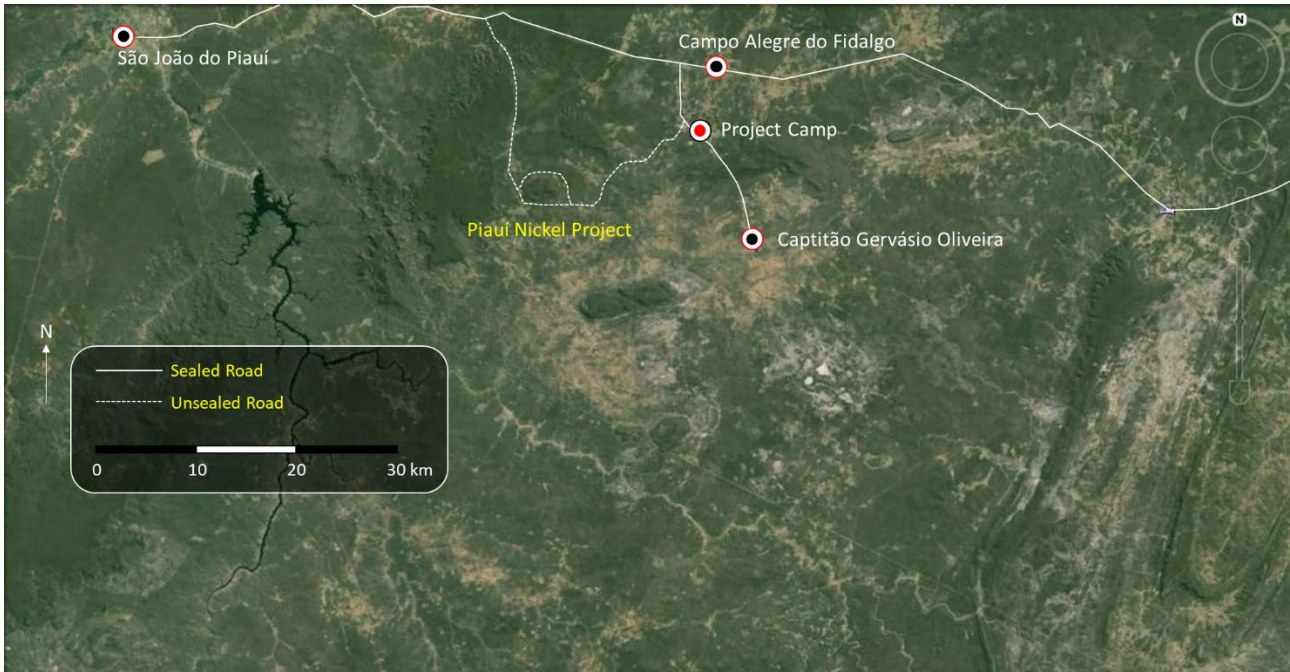 N
São João do Piauí
Campo Alegre do Fidalgo
Project Camp
Piauí Nickel Project
Captitão Gervásio Oliveira
N
Sealed Road
Unsealed Road
0 10 20 30 km